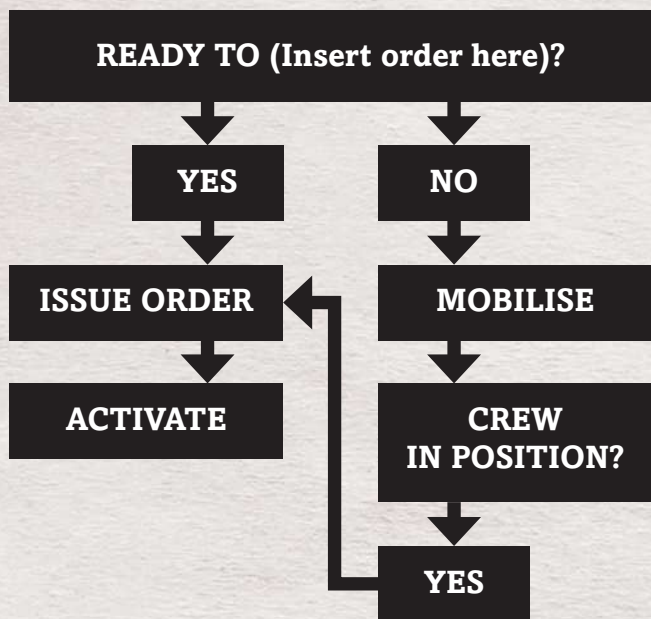 READY TO (Insert order here)?
YES
NO
ISSUE ORDER
MOBILISE
ACTIVATE
CREW
IN POSITION?
YES